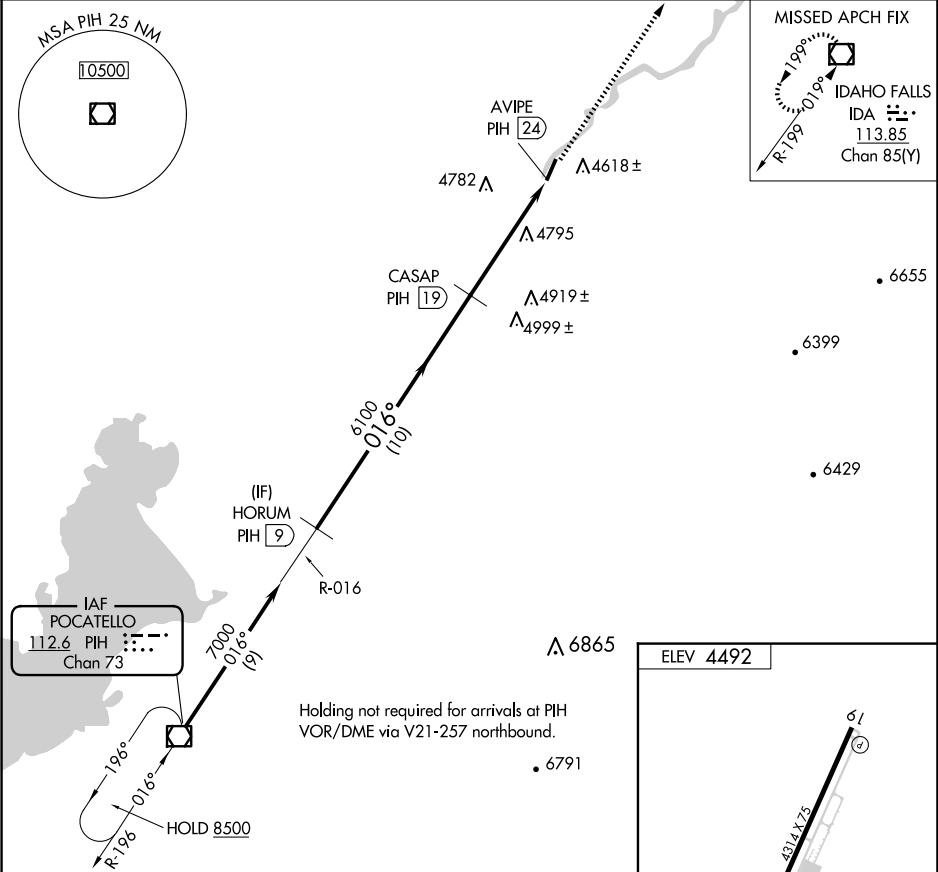 MSA PIH 25 NM
10500
MISSED APCH FIX
199°
019°
R-199
IDAHO FALLS
IDA
113.85
Chan 85(Y)
AVIPE
PIH 24
4618 ±
4782
4795
CASAP
PIH 19
4919 ±
4999 ±
6655
6399
6100
016°
(10)
6429
(IF)
HORUM
PIH 9
R-016
IAF
POCATELLO
112.6 PIH
Chan 73
7000
016°
(9)
6865
ELEV 4492
Holding not required for arrivals at PIH
VOR/DME via V21-257 northbound.
6791
196°
016°
HOLD 8500
R-196
19
P
4314 X 75